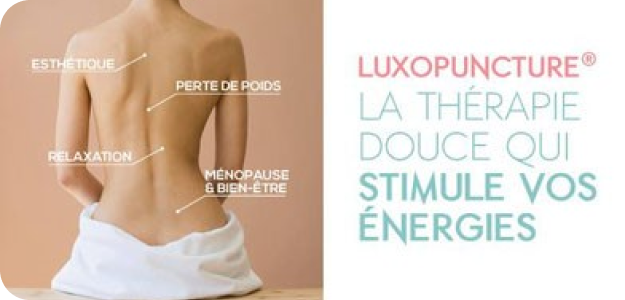 ESTHÉTIQUE
PERTE DE POIDS
RELAXATION
MÉNOPAUSE
& BIEN-ÊTRE
LUXOPUNCTURE®
LA THÉRAPIE
DOUCE QUI
STIMULE VOS
ÉNERGIES